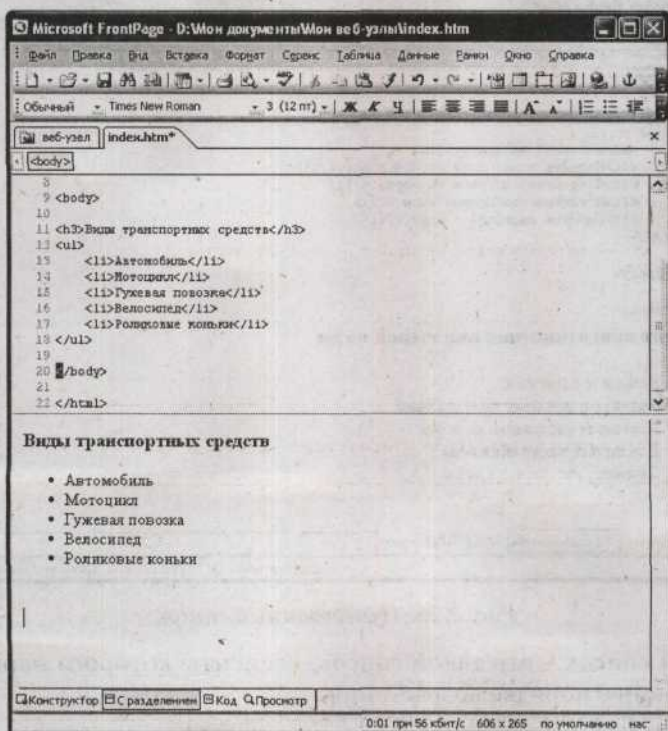 Microsoft FrontPage - D:\Мои документы\Мои веб-узлы\index.htm
Файл Правка Вид Вставка Формат Сервис Таблица Данные Рамки Окно Справка
Обычный Times New Roman 3 (12 пт) Ж К Ч
веб-узел index.htm*
<body>
8
9 <body>
10
11 <h3>Виды транспортных средств</h3>
12 <ul>
13 <li>Автомобиль</li>
14 <li>Мотоцикл</li>
15 <li>Гужевая повозка</li>
16 <li>Велосипед</li>
17 <li>Роликовые коньки</li>
18 </ul>
19
20 </body>
21
22 </html>
Виды транспортных средств
• Автомобиль
• Мотоцикл
• Гужевая повозка
• Велосипед
• Роликовые коньки
Конструктор С разделением Код Просмотр
0:01 при 56 кбит/с 606 x 265 по умолчанию нас